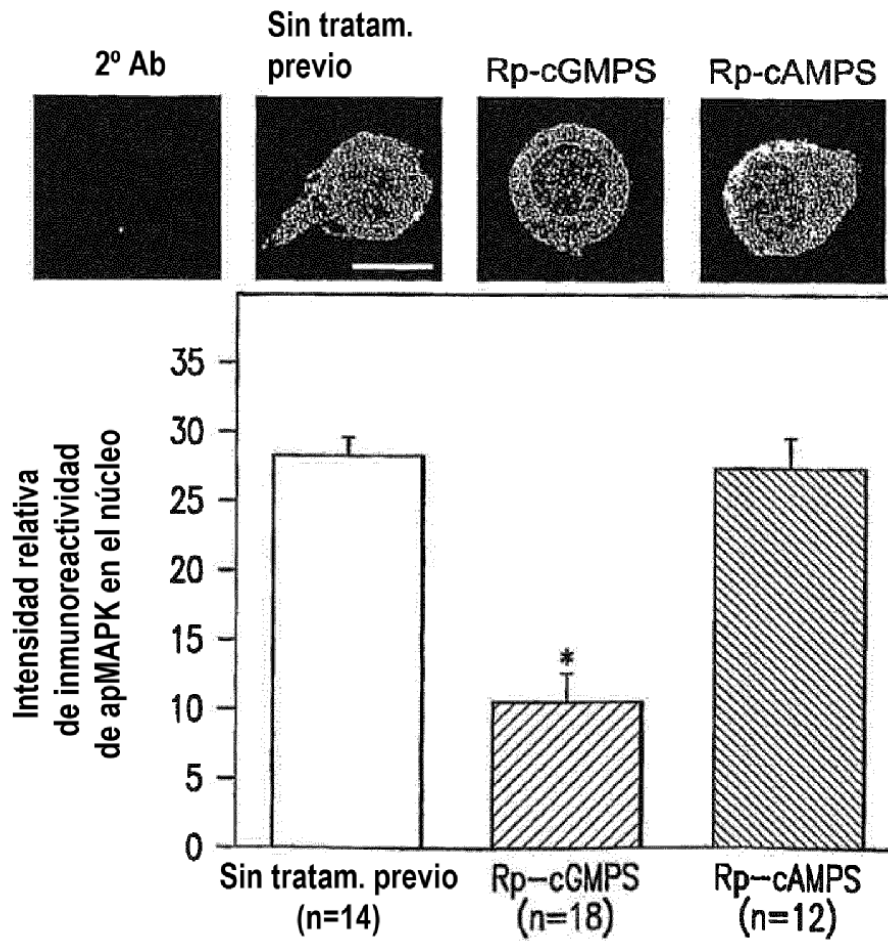 Sin tratam.
previo
2º Ab
Rp-cGMPS
Rp-cAMPS
Intensidad relativa
de inmunoreactividad
de apMAPK en el núcleo
35
30
25
20
15
10
5
0
*
Sin tratam. previo
(n=14)
Rp-cGMPS
(n=18)
Rp-cAMPS
(n=12)